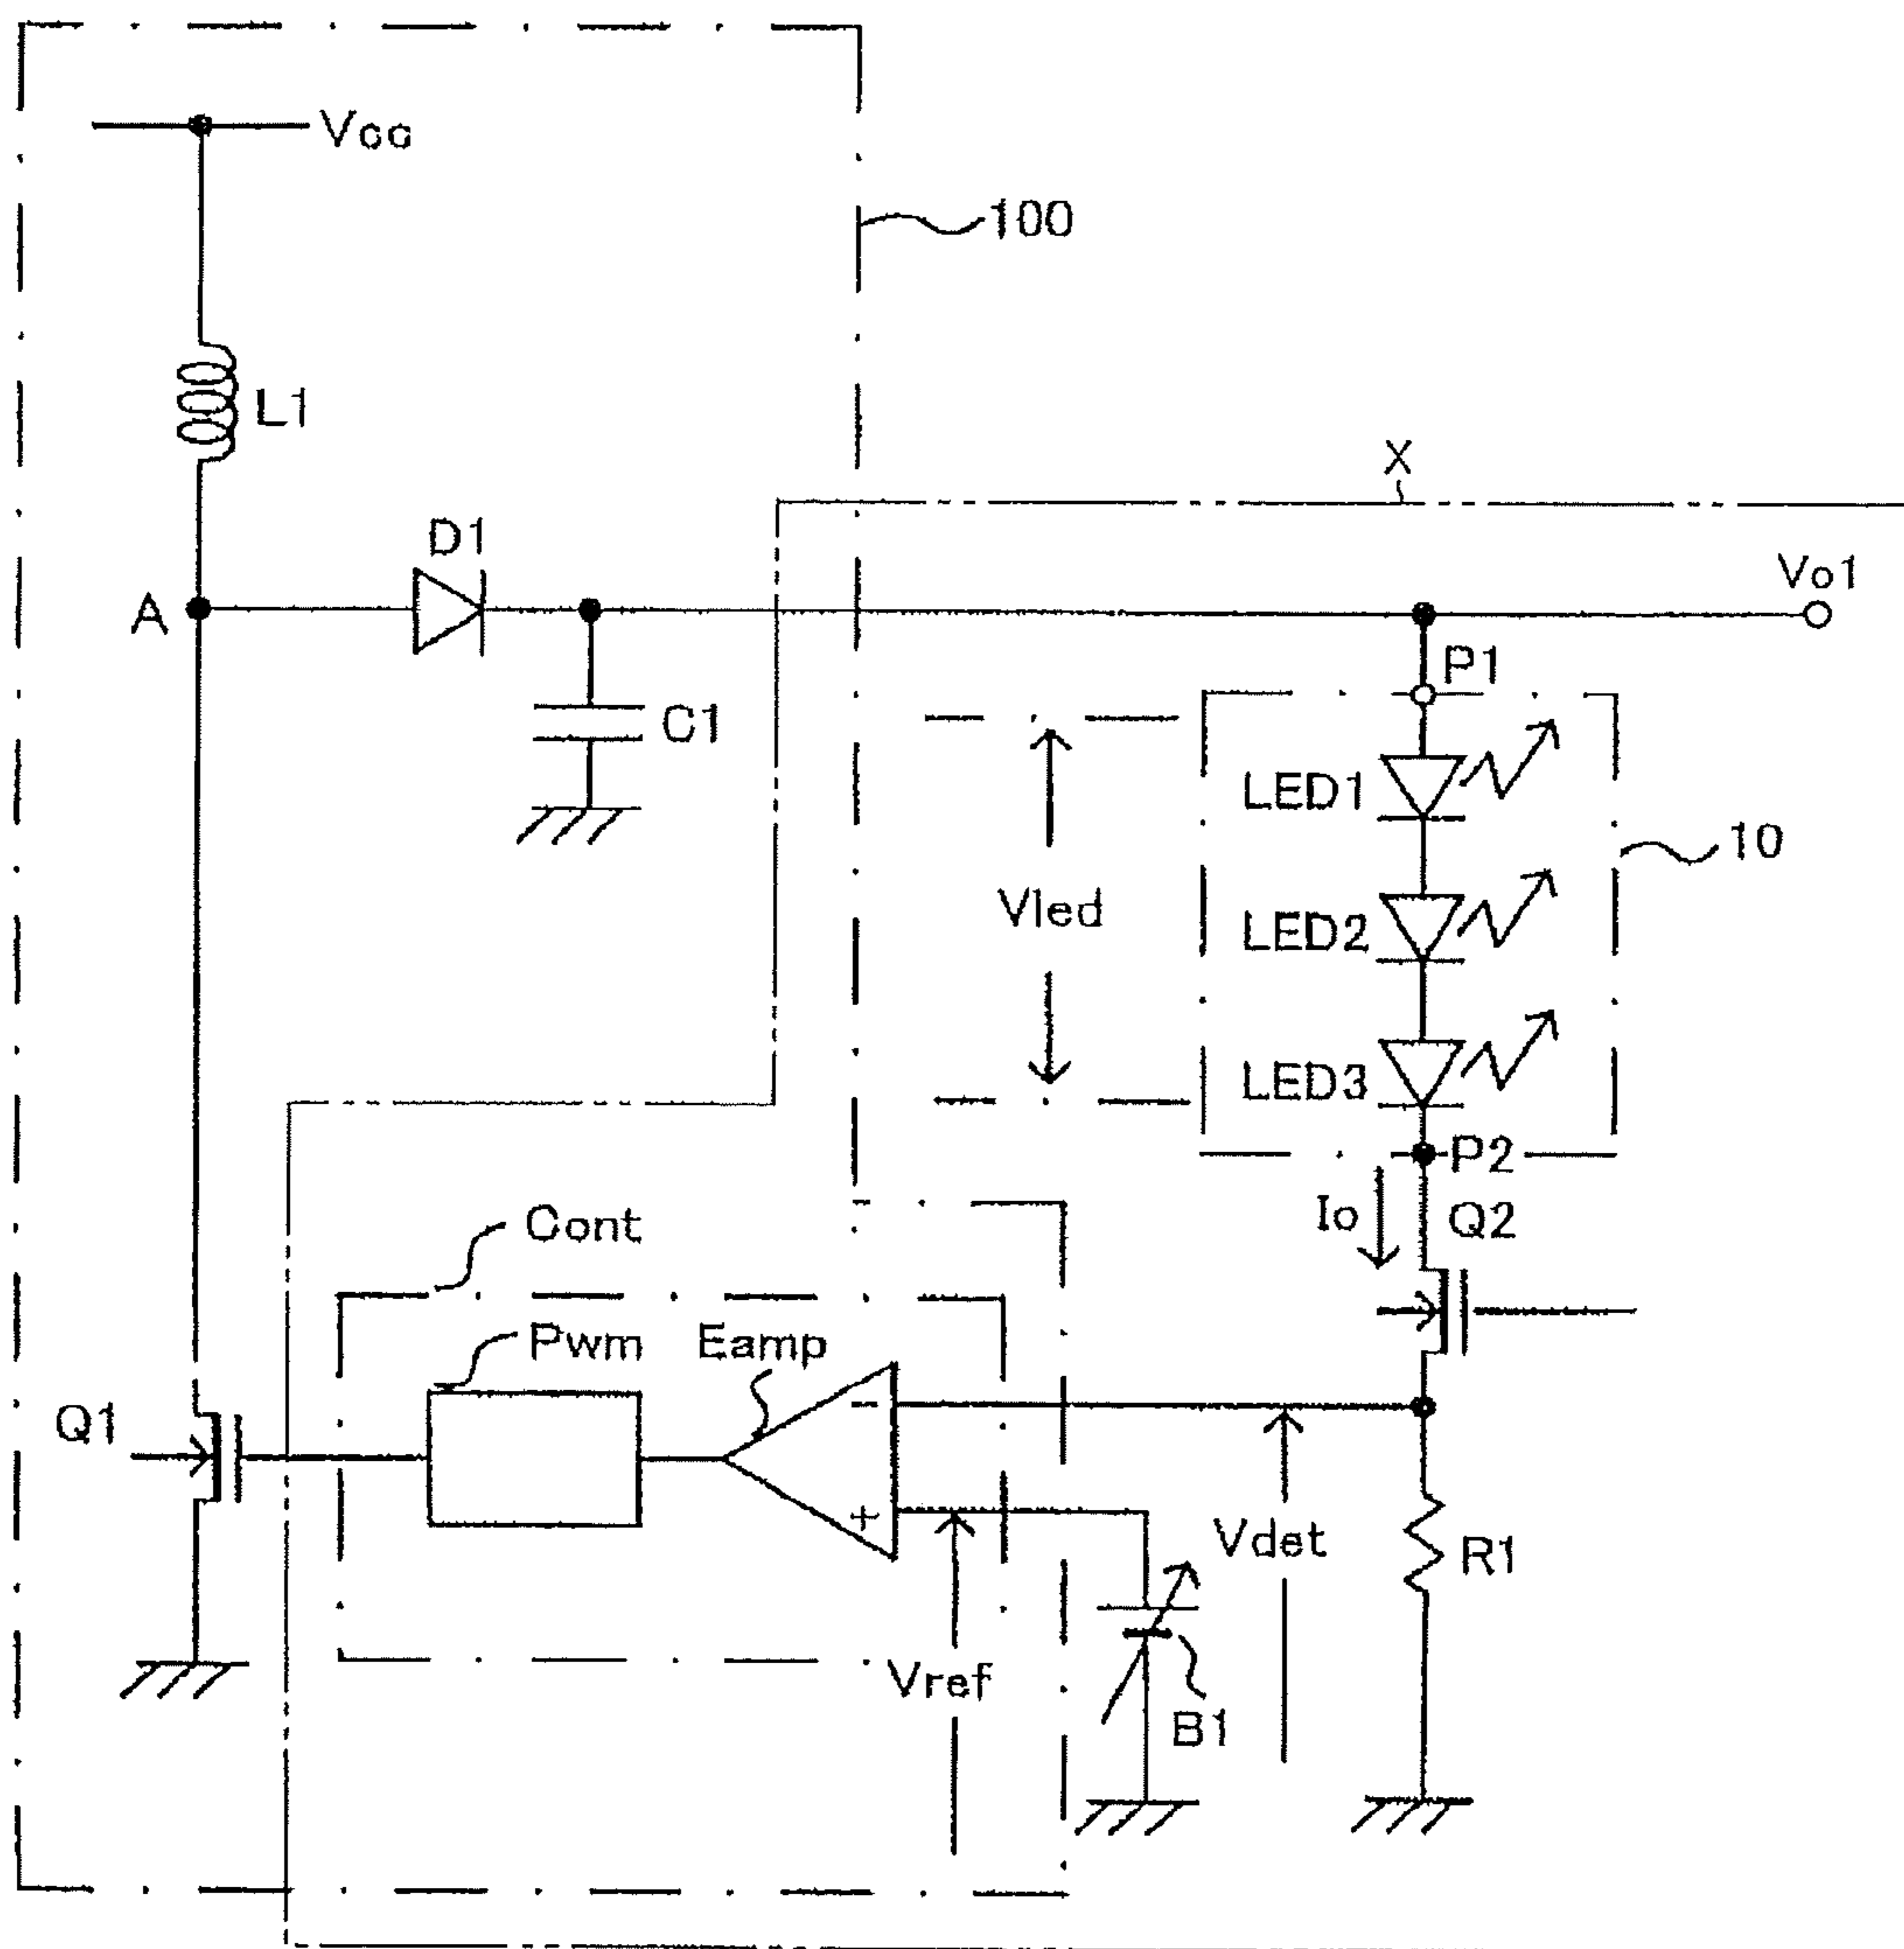 Vcc
100
L1
X
D1
Vo1
A
P1
C1
LED1
10
Vled
LED2
LED3
P2
Cont
Io
Q2
Pwm
Eamp
Q1
-
+
Vdet
R1
Vref
B1